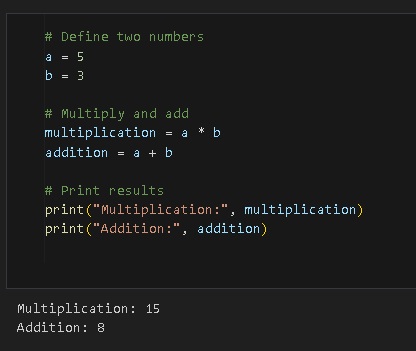 # Define two numbers
a = 5
b = 3
# Multiply and add
multiplication = a * b
addition = a + b
# Print results
print("Multiplication:", multiplication)
print("Addition:", addition)
Multiplication: 15
Addition: 8